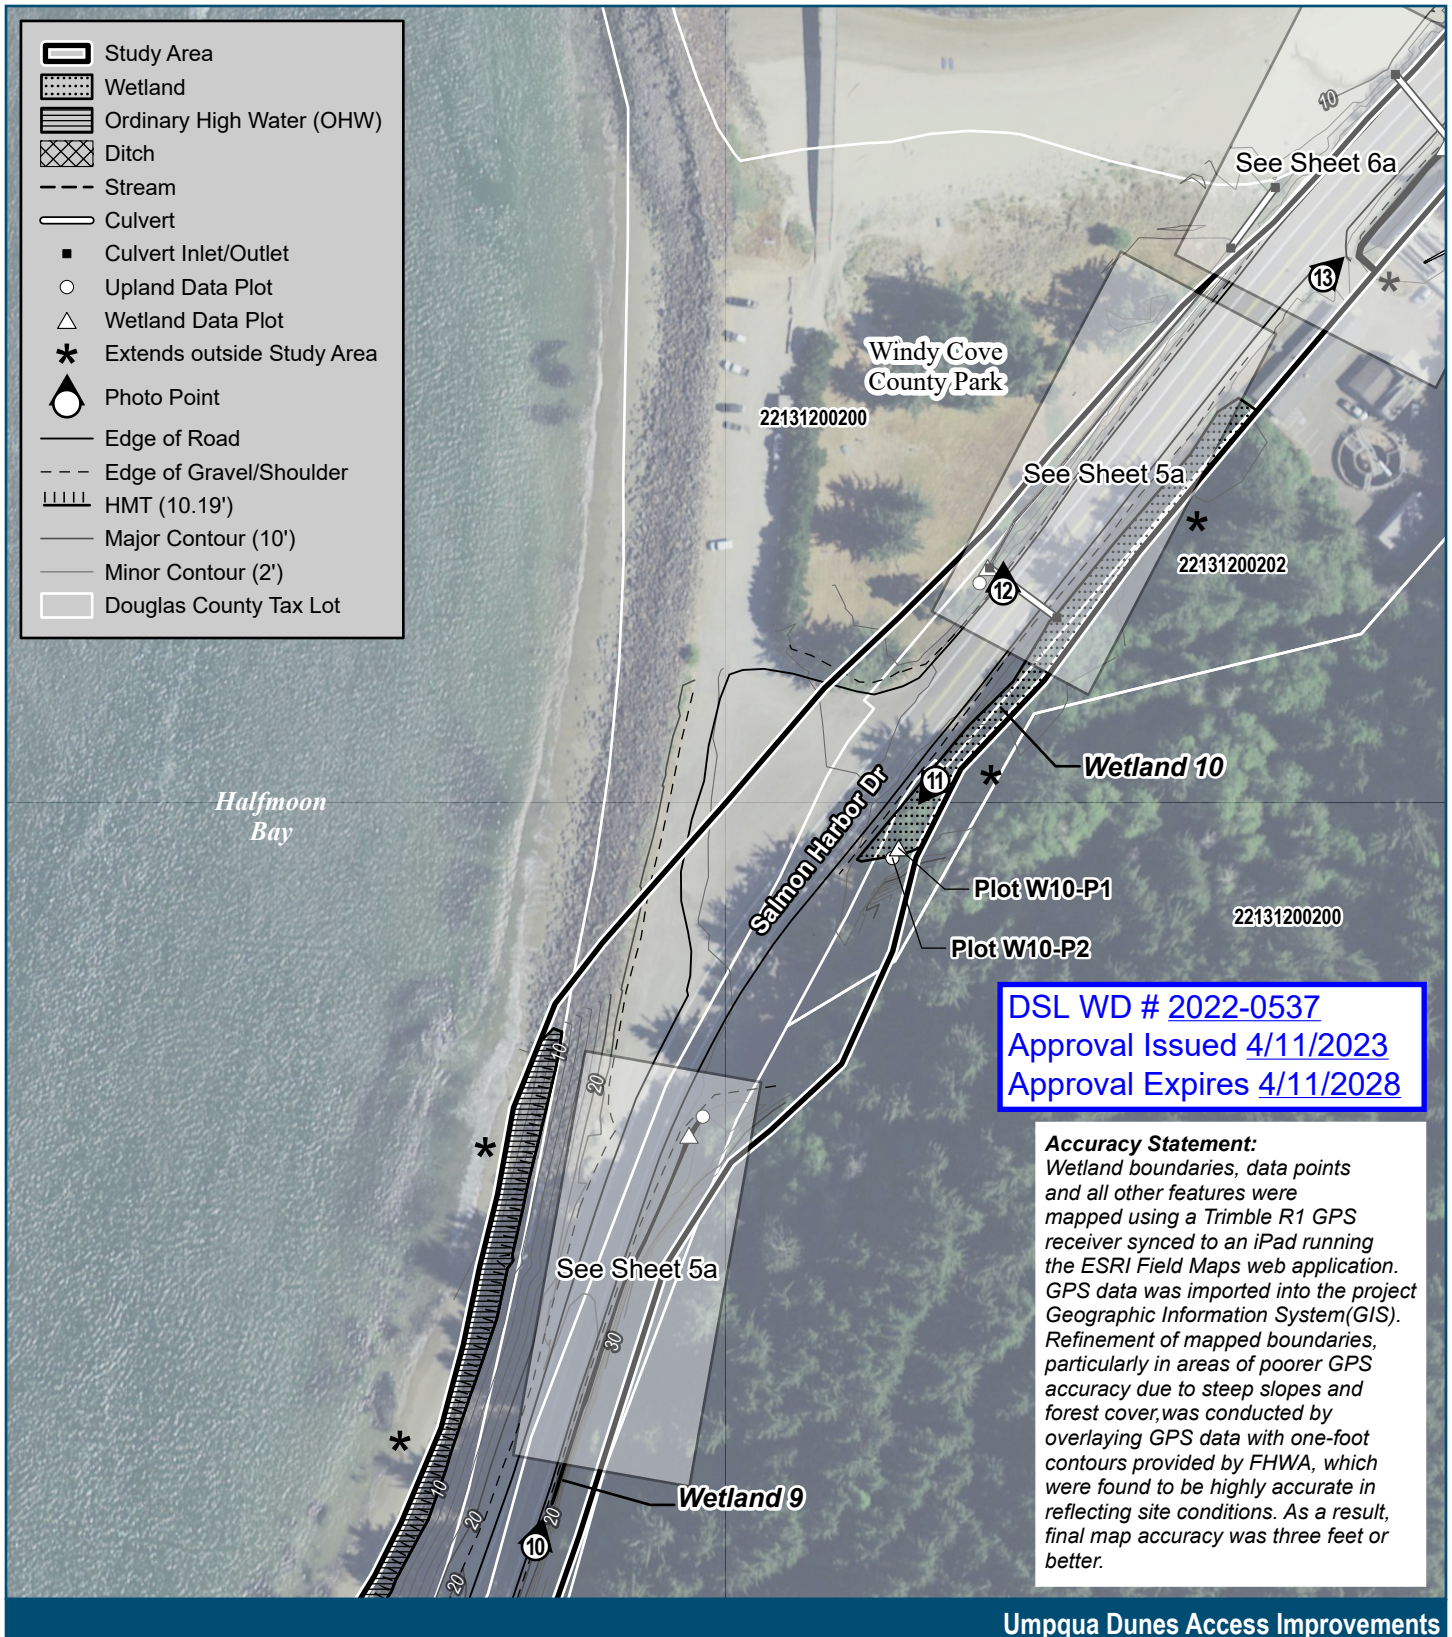 Study Area
Wetland
Ordinary High Water (OHW)
Ditch
Stream
Culvert
Culvert Inlet/Outlet
Upland Data Plot
Wetland Data Plot
Extends outside Study Area
Photo Point
Edge of Road
Edge of Gravel/Shoulder
HMT (10.19')
Major Contour (10')
Minor Contour (2')
Douglas County Tax Lot
10
See Sheet 6a
13
Windy Cove
County Park
22131200200
See Sheet 5a
22131200202
12
Wetland 10
11
Halfmoon
Bay
Salmon Harbor Dr
Plot W10-P1
22131200200
Plot W10-P2
DSL WD # 2022-0537
Approval Issued 4/11/2023
Approval Expires 4/11/2028
10
20
Accuracy Statement:
Wetland boundaries, data points
and all other features were
mapped using a Trimble R1 GPS
receiver synced to an iPad running
the ESRI Field Maps web application.
GPS data was imported into the project
Geographic Information System(GIS).
Refinement of mapped boundaries,
particularly in areas of poorer GPS
accuracy due to steep slopes and
forest cover,was conducted by
overlaying GPS data with one-foot
contours provided by FHWA, which
were found to be highly accurate in
reflecting site conditions. As a result,
final map accuracy was three feet or
better.
See Sheet 5a
30
10
Wetland 9
20
20
10
20
Umpqua Dunes Access Improvements